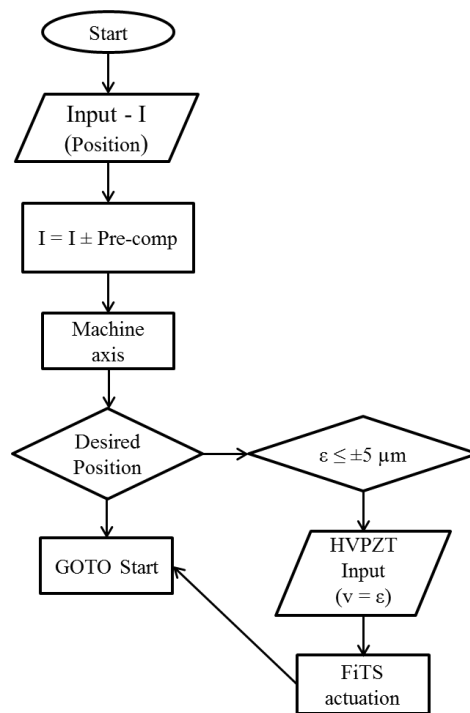 Start
Input - I
(Position)
I = I ± Pre-comp
Machine
axis
Desired
Position
ε ≤ ±5 µm
GOTO Start
HVPZT
Input
(v = ε)
FiTS
actuation